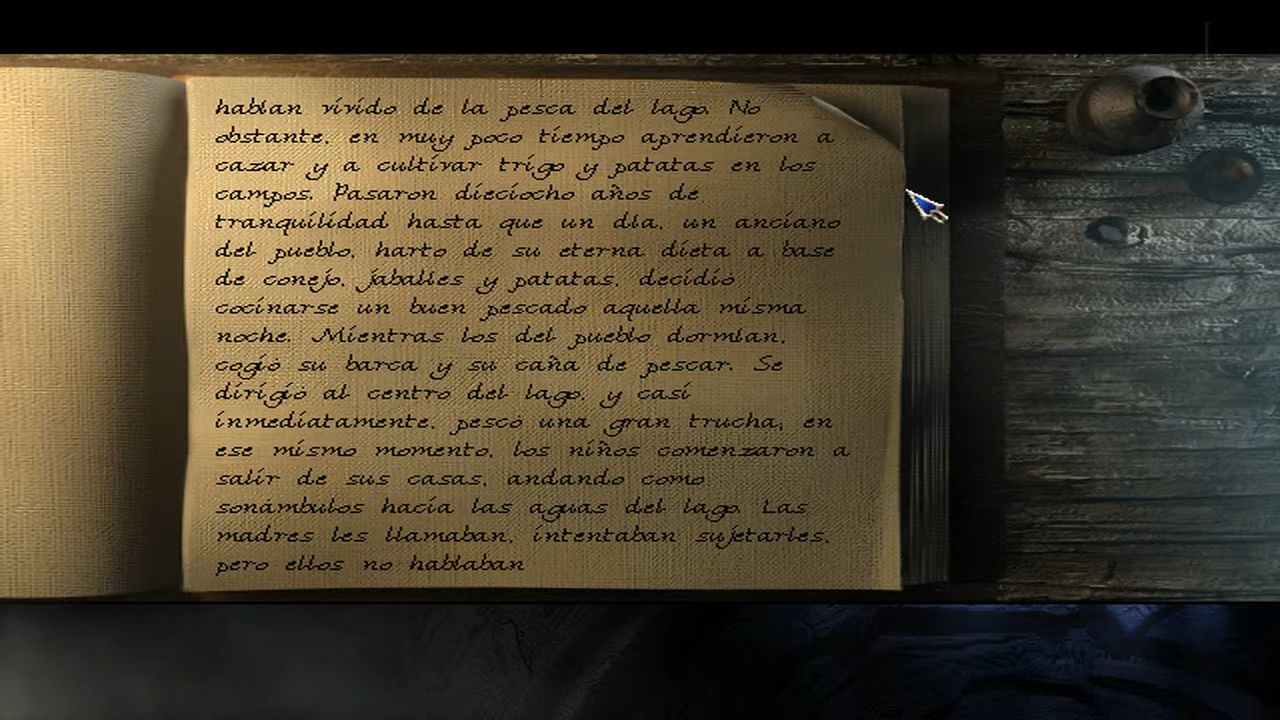 habían vivido de la pesca del lago. No
obstante, en muy poco tiempo aprendieron a
cazar y a cultivar trigo y patatas en los
campos. Pasaron dieciocho años de
tranquilidad hasta que un día, un anciano
del pueblo, harto de su eterna dieta a base
de conejo, jabalíes y patatas, decidió
cocinarse un buen pescado aquella misma
noche. Mientras los del pueblo dormían,
cogió su barca y su caña de pescar. Se
dirigió al centro del lago, y casi
inmediatamente, pescó una gran trucha; en
ese mismo momento, los niños comenzaron a
salir de sus casas, andando como
sonámbulos hacia las aguas del lago. Las
madres les llamaban, intentaban sujetarles,
pero ellos no hablaban